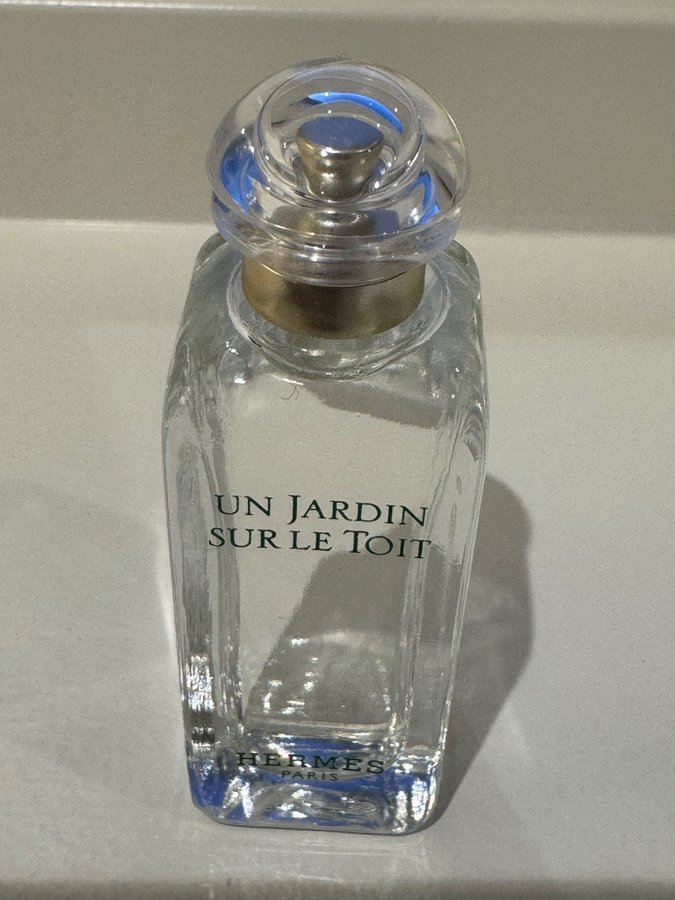 UN JARDIN
SUR LE TOIT
HERMES
PARIS